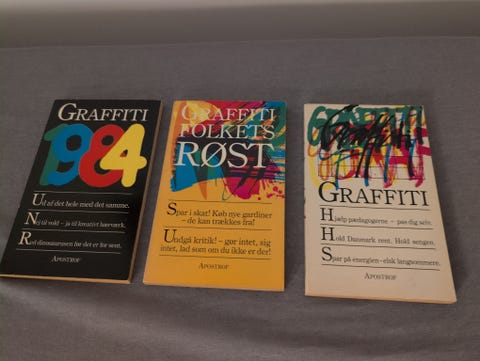 GRAFFITI
1984
Ud af det hele med det samme.
Nej til vold – ja til kreativt hærværk.
Red dinosaurusen før det er for sent.
APOSTROF
GRAFFITI
FOLKETS
RØST
Spar i skat! Køb nye gardiner
– de kan trækkes fra!
Undgå kritik! – gør intet, sig
intet, lad som om du ikke er der!
APOSTROF
GRAFFITI
Hjælp pædagogerne – pas dig selv.
Hold Danmark rent. Hold sengen.
Spar på energien – elsk langsommere.
APOSTROF